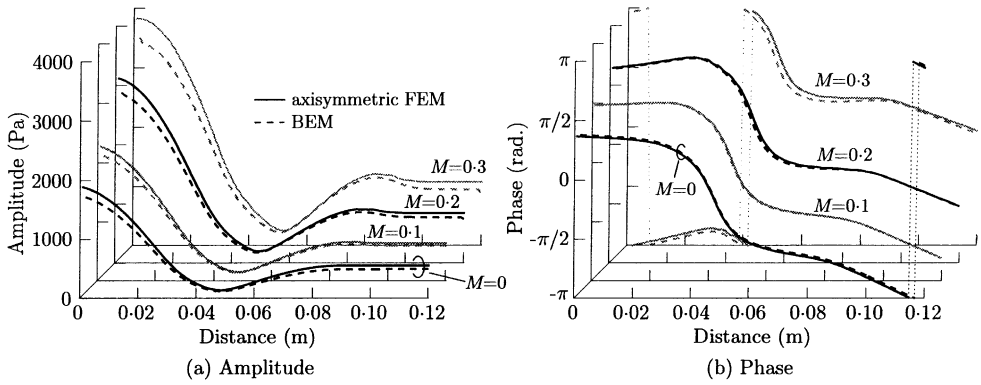 4000
3000
2000
1000
0
Amplitude (Pa)
axisymmetric FEM
BEM
M=0·3
M=0·2
M=0·1
M=0
0 0·02 0·04 0·06 0·08 0·10 0·12
Distance (m)
(a) Amplitude
π
π/2
0
-π/2
-π
Phase (rad.)
M=0·3
M=0·2
M=0
M=0·1
0 0·02 0·04 0·06 0·08 0·10 0·12
Distance (m)
(b) Phase